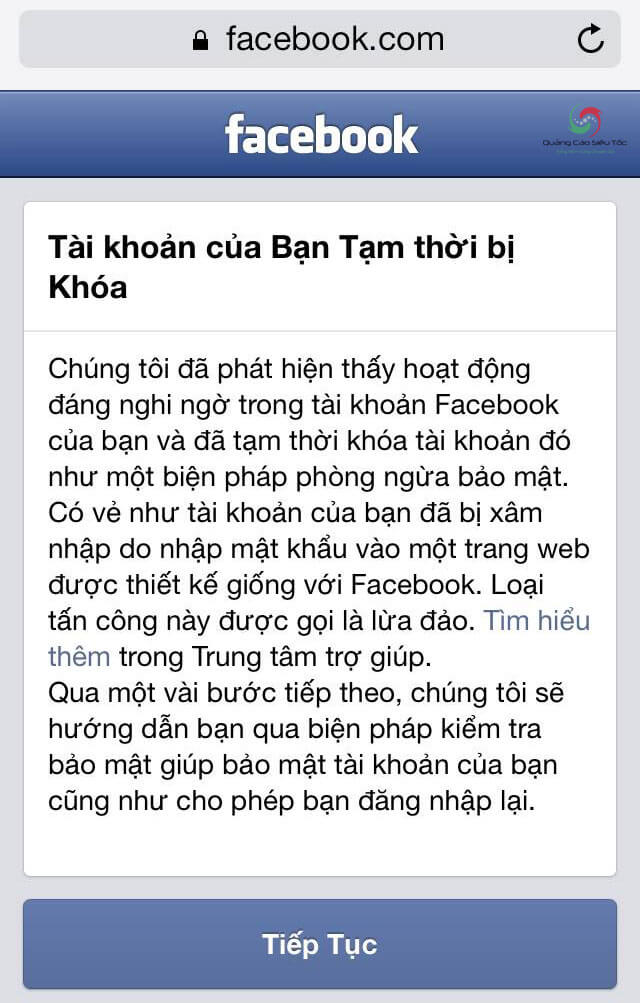 facebook.com
facebook
Quảng Cáo Siêu Tốc
Tài khoản của Bạn Tạm thời bị
Khóa
Chúng tôi đã phát hiện thấy hoạt động
đáng nghi ngờ trong tài khoản Facebook
của bạn và đã tạm thời khóa tài khoản đó
như một biện pháp phòng ngừa bảo mật.
Có vẻ như tài khoản của bạn đã bị xâm
nhập do nhập mật khẩu vào một trang web
được thiết kế giống với Facebook. Loại
tấn công này được gọi là lừa đảo. Tìm hiểu
thêm trong Trung tâm trợ giúp.
Qua một vài bước tiếp theo, chúng tôi sẽ
hướng dẫn bạn qua biện pháp kiểm tra
bảo mật giúp bảo mật tài khoản của bạn
cũng như cho phép bạn đăng nhập lại.
Tiếp Tục